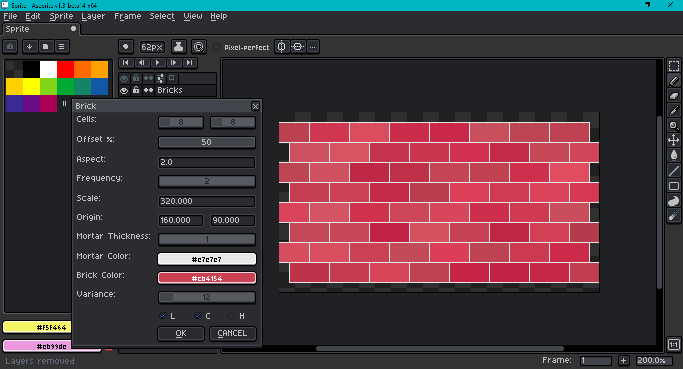 Sprite - Aseprite v1.3-beta14-x64
File Edit Sprite Layer Frame Select View Help
Sprite
62px Pixel-perfect
Bricks
Brick
Cells: 8 8
Offset %: 50
Aspect: 2.0
Frequency: 2
Scale: 320.000
Origin: 160.000 90.000
Mortar Thickness: 1
Mortar Color: #e7e7e7
Brick Color: #cb4154
Variance: 12
L C H
OK CANCEL
#F5F464
#eb99dc
Layers removed
Frame: 1 + 200.0%
1:1